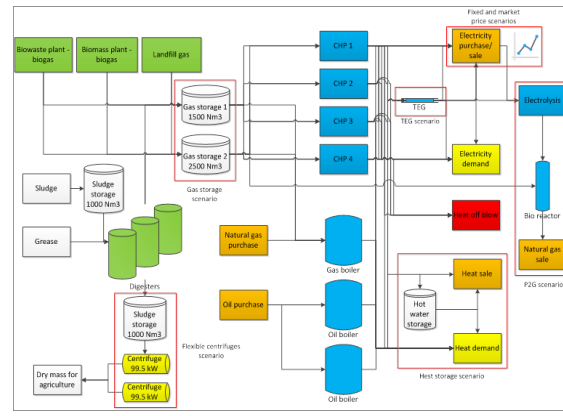 Fixed and market
price scenarios
Biowaste plant -
biogas
Biomass plant -
biogas
Landfill gas
CHP 1
Electricity
purchase/
sale
Gas storage 1
1500 Nm3
CHP 2
TEG
TEG scenario
Electrolysis
CHP 3
Gas storage 2
2500 Nm3
CHP 4
Electricity
demand
Gas storage
scenario
Sludge
Sludge
storage
1000 Nm3
Bio reactor
Heat off blow
Grease
Natural gas
purchase
Gas boiler
Natural gas
sale
P2G scenario
Digesters
Heat sale
Hot
water
storage
Oil purchase
Oil boiler
Sludge
storage
1000 Nm3
Flexible centrifuges
scenario
Heat demand
Centrifuge
99.5 kW
Dry mass for
agriculture
Centrifuge
99.5 kW
Oil boiler
Hest storage scenario